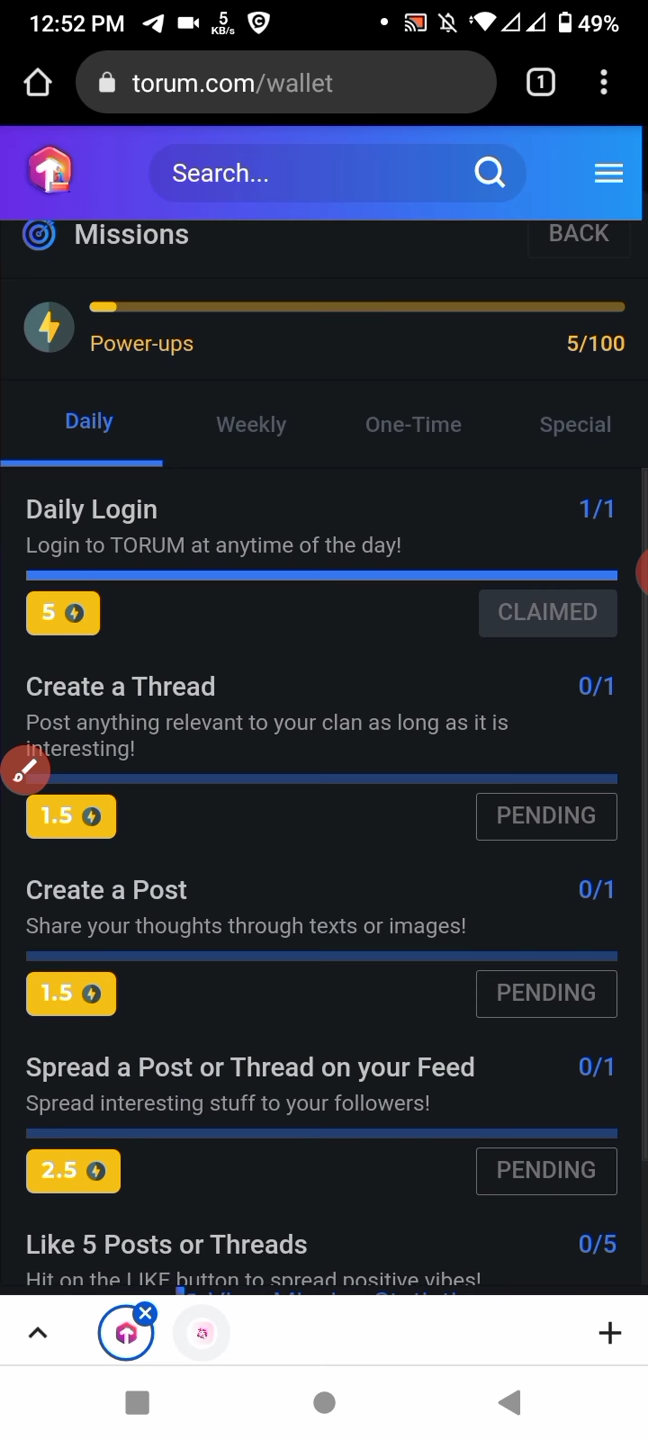 12:52 PM
5
KB/s
49%
torum.com/wallet
1
Search...
Missions
BACK
Power-ups
5/100
Daily
Weekly
One-Time
Special
Daily Login
1/1
Login to TORUM at anytime of the day!
5
CLAIMED
Create a Thread
0/1
Post anything relevant to your clan as long as it is
interesting!
1.5
PENDING
Create a Post
0/1
Share your thoughts through texts or images!
1.5
PENDING
Spread a Post or Thread on your Feed
0/1
Spread interesting stuff to your followers!
2.5
PENDING
Like 5 Posts or Threads
0/5
Hit on the LIKE button to spread positive vibes!